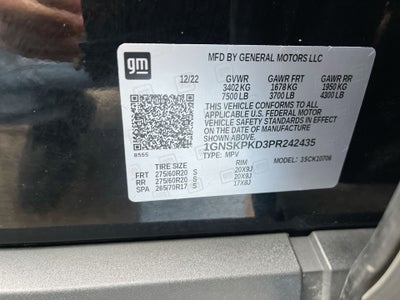 gm
MFD BY GENERAL MOTORS LLC
12/22 GVWR GAWR FRT GAWR RR
3402 KG 1678 KG 1950 KG
7500 LB 3700 LB 4300 LB
THIS VEHICLE CONFORMS TO ALL
APPLICABLE U.S. FEDERAL MOTOR
VEHICLE SAFETY STANDARDS IN EFFECT
ON THE DATE OF MANUFACTURE
SHOWN ABOVE.
8555 1GNSKPKD3PR242435
TYPE: MPV MODEL: 1SCK10706
TIRE SIZE RIM
FRT 275/60R20 S 20X9J
RR 275/60R20 S 20X9J
SPA 265/70R17 S 17X8J